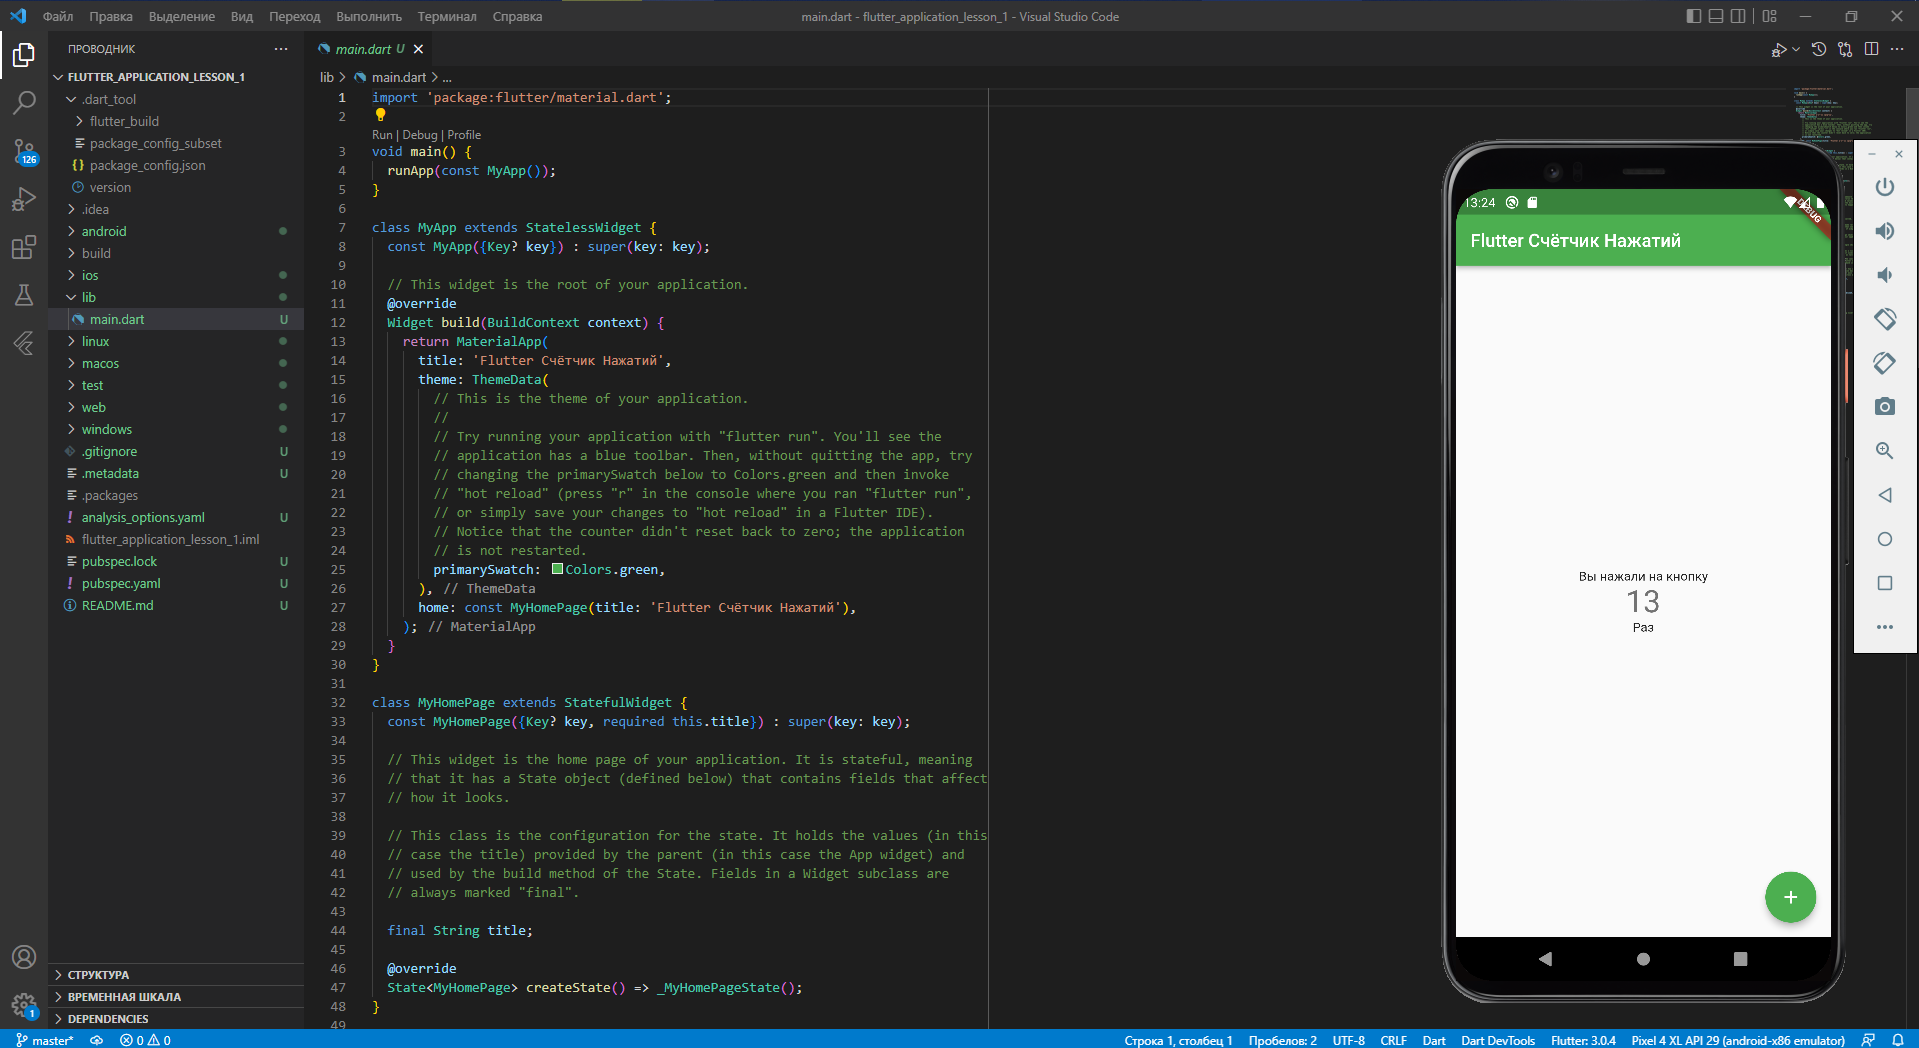 Файл Правка Выделение Вид Переход Выполнить Терминал Справка
main.dart - flutter_application_lesson_1 - Visual Studio Code
ПРОВОДНИК
FLUTTER_APPLICATION_LESSON_1
.dart_tool
flutter_build
package_config_subset
package_config.json
version
.idea
android
build
ios
lib
main.dart U
linux
macos
test
web
windows
.gitignore U
.metadata U
.packages
analysis_options.yaml U
flutter_application_lesson_1.iml
pubspec.lock U
pubspec.yaml U
README.md U
СТРУКТУРА
ВРЕМЕННАЯ ШКАЛА
DEPENDENCIES
126
1
main.dart U
lib > main.dart > ...
1 import 'package:flutter/material.dart';
2
Run | Debug | Profile
3 void main() {
4 runApp(const MyApp());
5 }
6
7 class MyApp extends StatelessWidget {
8 const MyApp({Key? key}) : super(key: key);
9
10 // This widget is the root of your application.
11 @override
12 Widget build(BuildContext context) {
13 return MaterialApp(
14 title: 'Flutter Счётчик Нажатий',
15 theme: ThemeData(
16 // This is the theme of your application.
17 //
18 // Try running your application with "flutter run". You'll see the
19 // application has a blue toolbar. Then, without quitting the app, try
20 // changing the primarySwatch below to Colors.green and then invoke
21 // "hot reload" (press "r" in the console where you ran "flutter run",
22 // or simply save your changes to "hot reload" in a Flutter IDE).
23 // Notice that the counter didn't reset back to zero; the application
24 // is not restarted.
25 primarySwatch: Colors.green,
26 ), // ThemeData
27 home: const MyHomePage(title: 'Flutter Счётчик Нажатий'),
28 ); // MaterialApp
29 }
30 }
31
32 class MyHomePage extends StatefulWidget {
33 const MyHomePage({Key? key, required this.title}) : super(key: key);
34
35 // This widget is the home page of your application. It is stateful, meaning
36 // that it has a State object (defined below) that contains fields that affect
37 // how it looks.
38
39 // This class is the configuration for the state. It holds the values (in this
40 // case the title) provided by the parent (in this case the App widget) and
41 // used by the build method of the State. Fields in a Widget subclass are
42 // always marked "final".
43
44 final String title;
45
46 @override
47 State<MyHomePage> createState() => _MyHomePageState();
48 }
49
13:24
DEBUG
Flutter Счётчик Нажатий
Вы нажали на кнопку
13
Раз
master* 0 0
Строка 1, столбец 1 Пробелов: 2 UTF-8 CRLF Dart Dart DevTools Flutter: 3.0.4 Pixel 4 XL API 29 (android-x86 emulator)